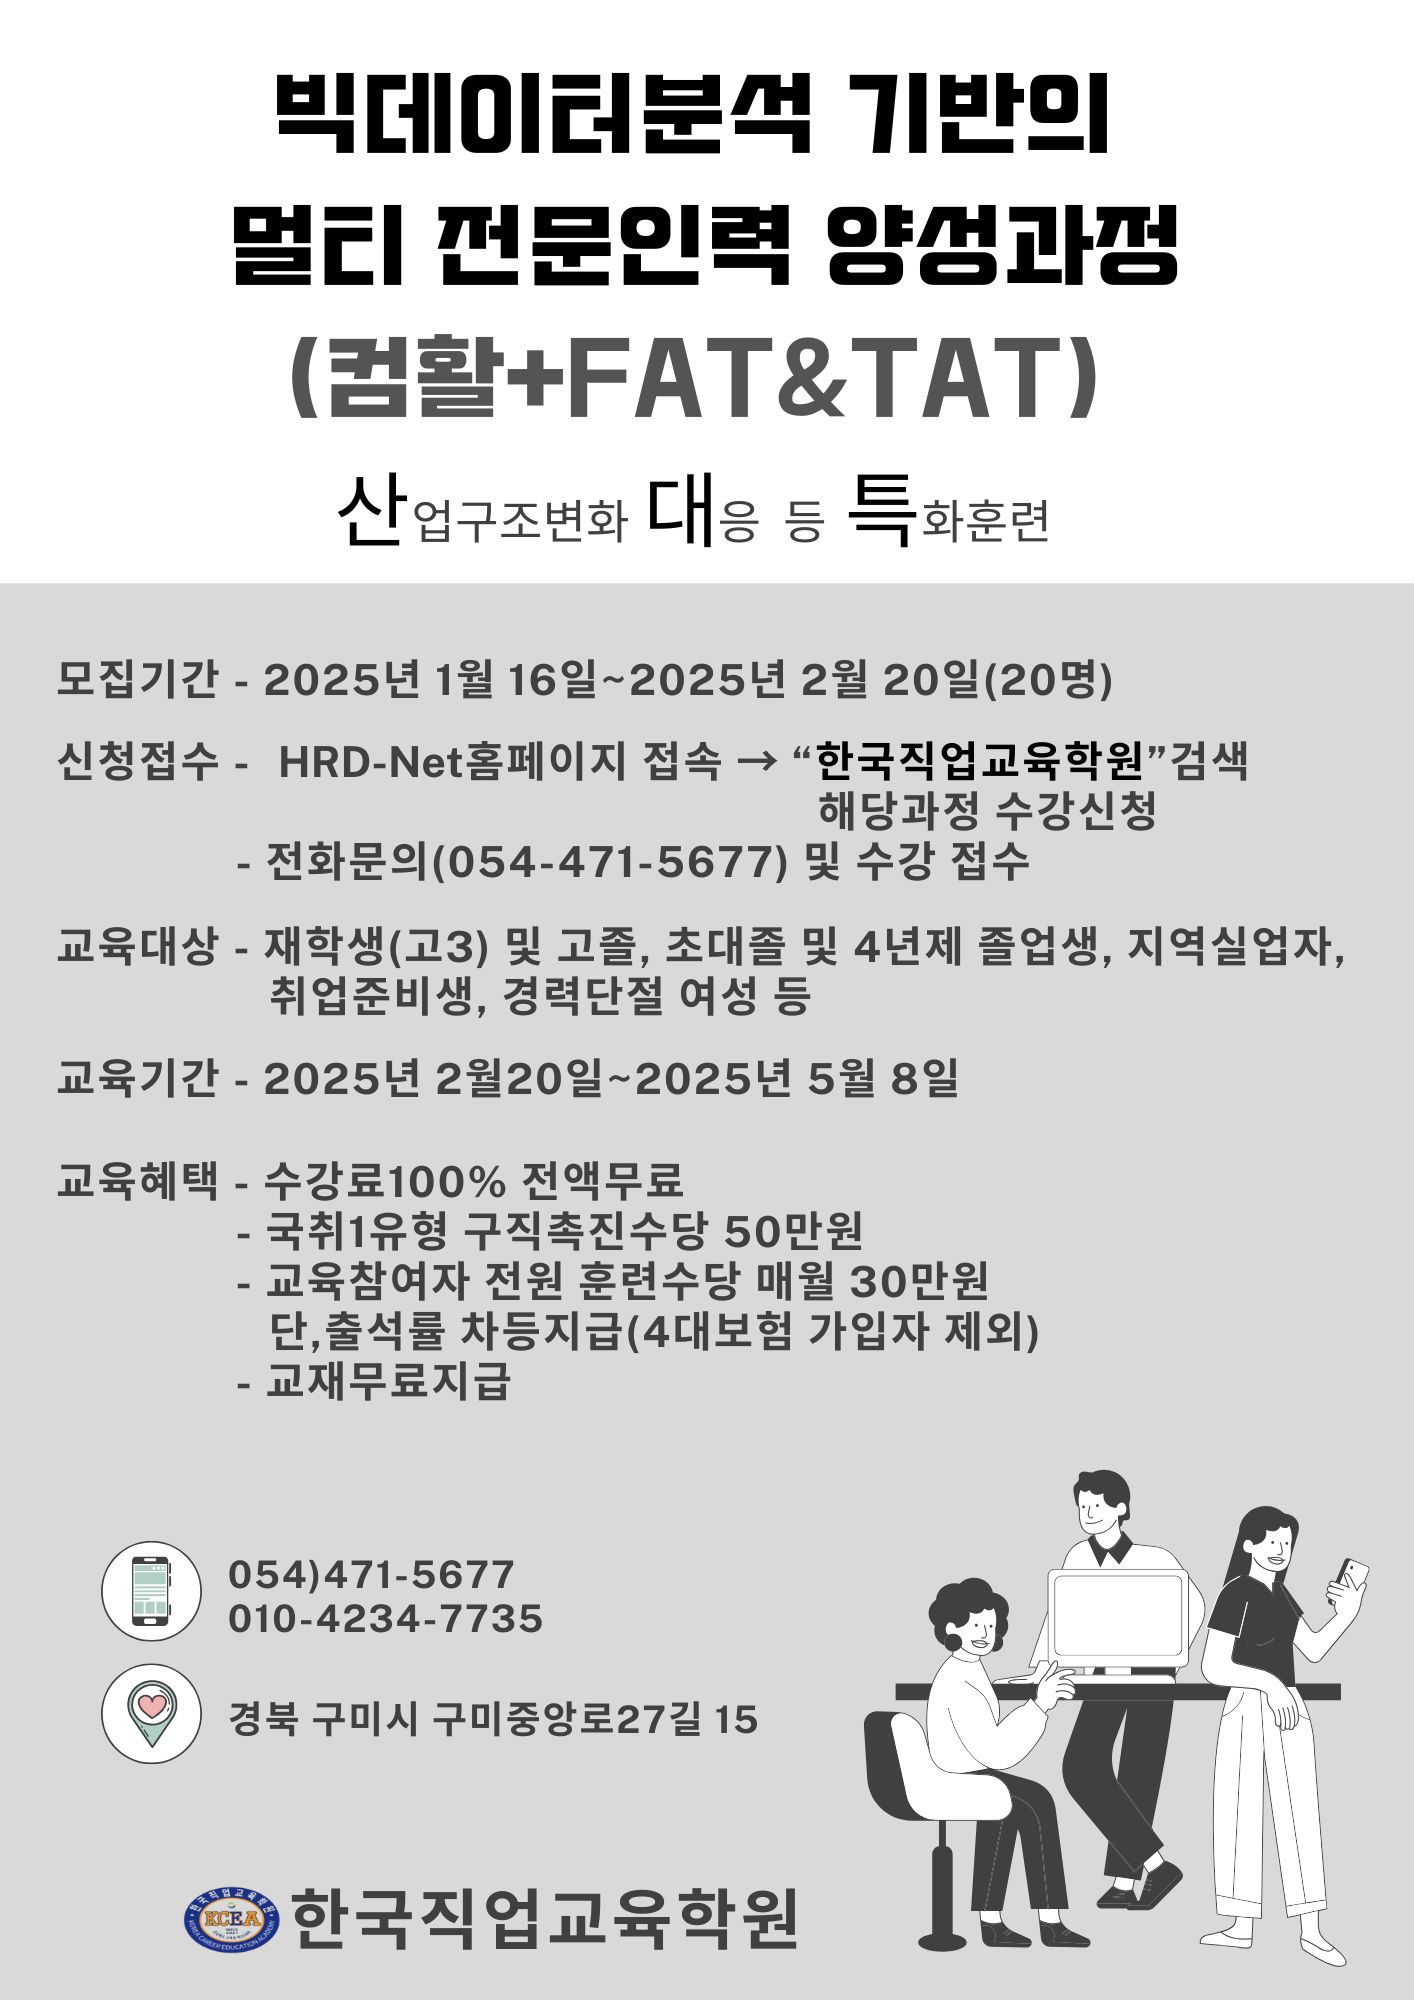 빅데이터분석 기반의
멀티 전문인력 양성과정
(컴활+FAT&TAT)
산업구조변화 대응 등 특화훈련
모집기간 - 2025년 1월 16일~2025년 2월 20일(20명)
신청접수 - HRD-Net홈페이지 접속 → “한국직업교육학원”검색
해당과정 수강신청
- 전화문의(054-471-5677) 및 수강 접수
교육대상 - 재학생(고3) 및 고졸, 초대졸 및 4년제 졸업생, 지역실업자,
취업준비생, 경력단절 여성 등
교육기간 - 2025년 2월20일~2025년 5월 8일
교육혜택 - 수강료100% 전액무료
- 국취1유형 구직촉진수당 50만원
- 교육참여자 전원 훈련수당 매월 30만원
단,출석률 차등지급(4대보험 가입자 제외)
- 교재무료지급
054)471-5677
010-4234-7735
경북 구미시 구미중앙로27길 15
한국직업교육학원
KCEA
KOREA CAREER EDUCATION ACADEMY
한국직업교육학원